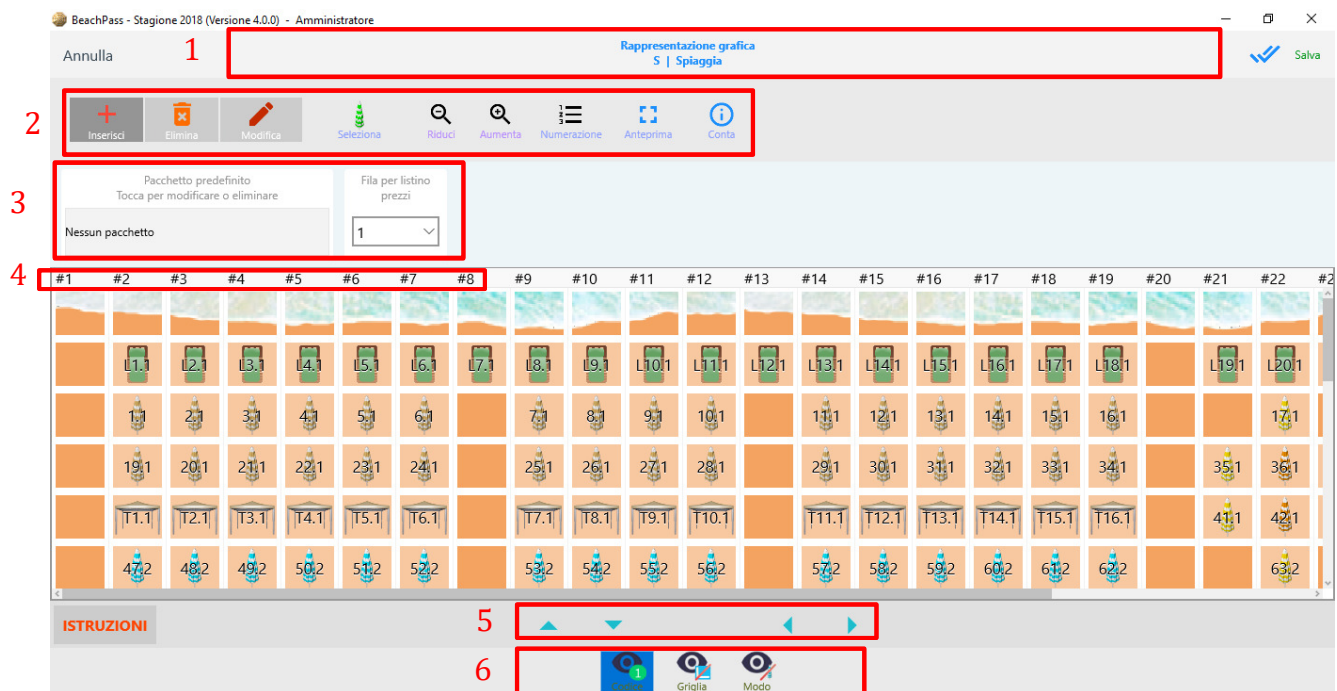 BeachPass - Stagione 2018 (Versione 4.0.0) - Amministratore
Annulla
1
Rappresentazione grafica
S | Spiaggia
Salva
2
Inserisci Elimina Modifica Seleziona Riduci Aumenta Numerazione Anteprima Conta
3
Pacchetto predefinito
Tocca per modificare o eliminare
Fila per listino
prezzi
Nessun pacchetto
1
4
#1 #2 #3 #4 #5 #6 #7 #8 #9 #10 #11 #12 #13 #14 #15 #16 #17 #18 #19 #20 #21 #22 #2
L1.1 L2.1 L3.1 L4.1 L5.1 L6.1 L7.1 L8.1 L9.1 L10.1 L11.1 L12.1 L13.1 L14.1 L15.1 L16.1 L17.1 L18.1 L19.1 L20.1
1.1 2.1 3.1 4.1 5.1 6.1 7.1 8.1 9.1 10.1 11.1 12.1 13.1 14.1 15.1 16.1 17.1
19.1 20.1 21.1 22.1 23.1 24.1 25.1 26.1 27.1 28.1 29.1 30.1 31.1 32.1 33.1 34.1 35.1 36.1
T1.1 T2.1 T3.1 T4.1 T5.1 T6.1 T7.1 T8.1 T9.1 T10.1 T11.1 T12.1 T13.1 T14.1 T15.1 T16.1 41.1 42.1
47.2 48.2 49.2 50.2 51.2 52.2 53.2 54.2 55.2 56.2 57.2 58.2 59.2 60.2 61.2 62.2 63.2
ISTRUZIONI
5
6
1
Griglia Modo